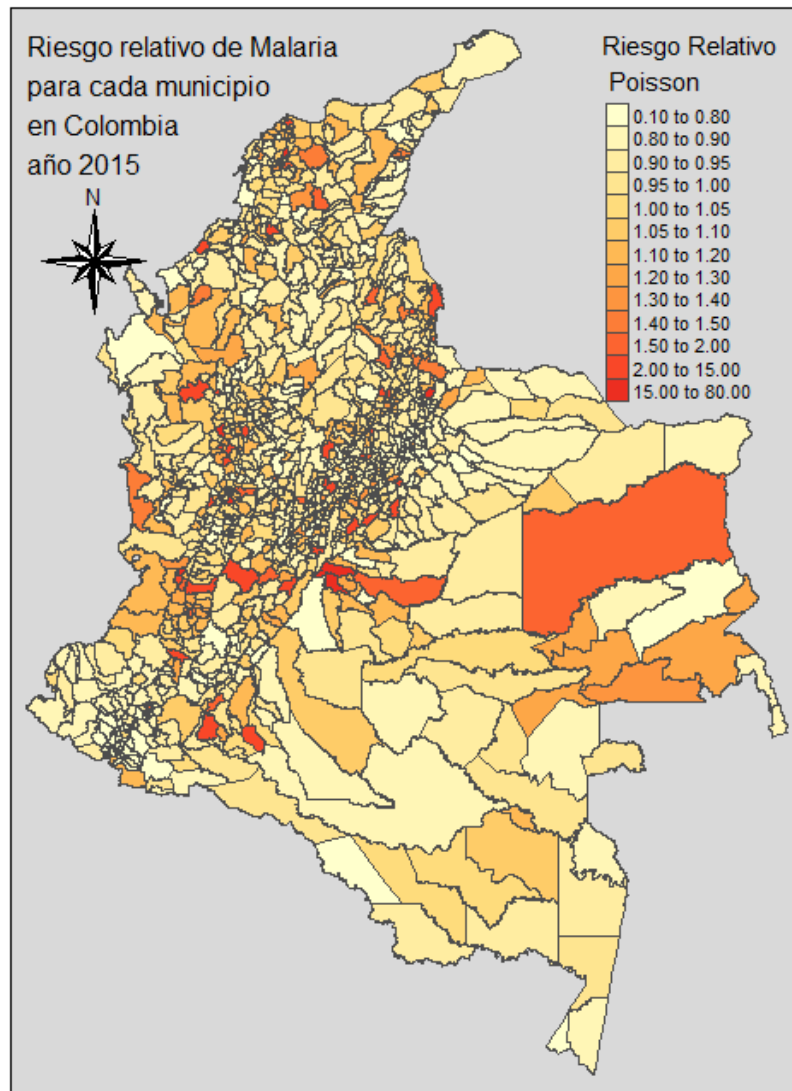 Riesgo relativo de Malaria
para cada municipio
en Colombia
año 2015
N
Riesgo Relativo
Poisson
0.10 to 0.80
0.80 to 0.90
0.90 to 0.95
0.95 to 1.00
1.00 to 1.05
1.05 to 1.10
1.10 to 1.20
1.20 to 1.30
1.30 to 1.40
1.40 to 1.50
1.50 to 2.00
2.00 to 15.00
15.00 to 80.00